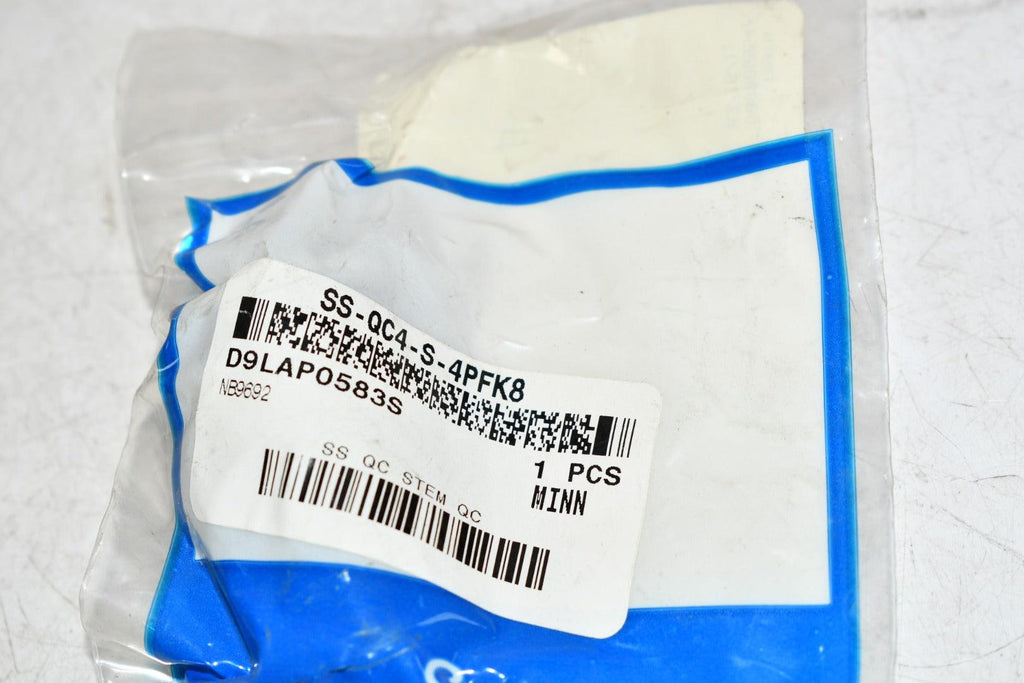 SS-QC4-S-4PFK8
D9LAP0583S
NB9692
1 PCS
MINN
SS QC STEM QC